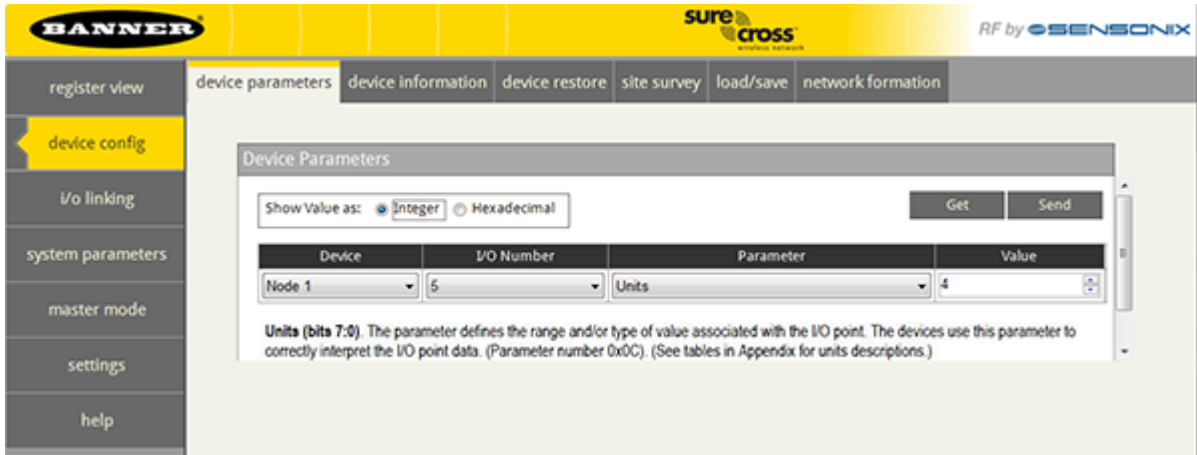 BANNER
sure cross
wireless network
RF by SENSONIX
register view
device config
i/o linking
system parameters
master mode
settings
help
device parameters device information device restore site survey load/save network formation
Device Parameters
Show Value as: Integer Hexadecimal
Get Send
Device I/O Number Parameter Value
Node 1 5 Units 4
Units (bits 7:0). The parameter defines the range and/or type of value associated with the I/O point. The devices use this parameter to
correctly interpret the I/O point data. (Parameter number 0x0C). (See tables in Appendix for units descriptions.)